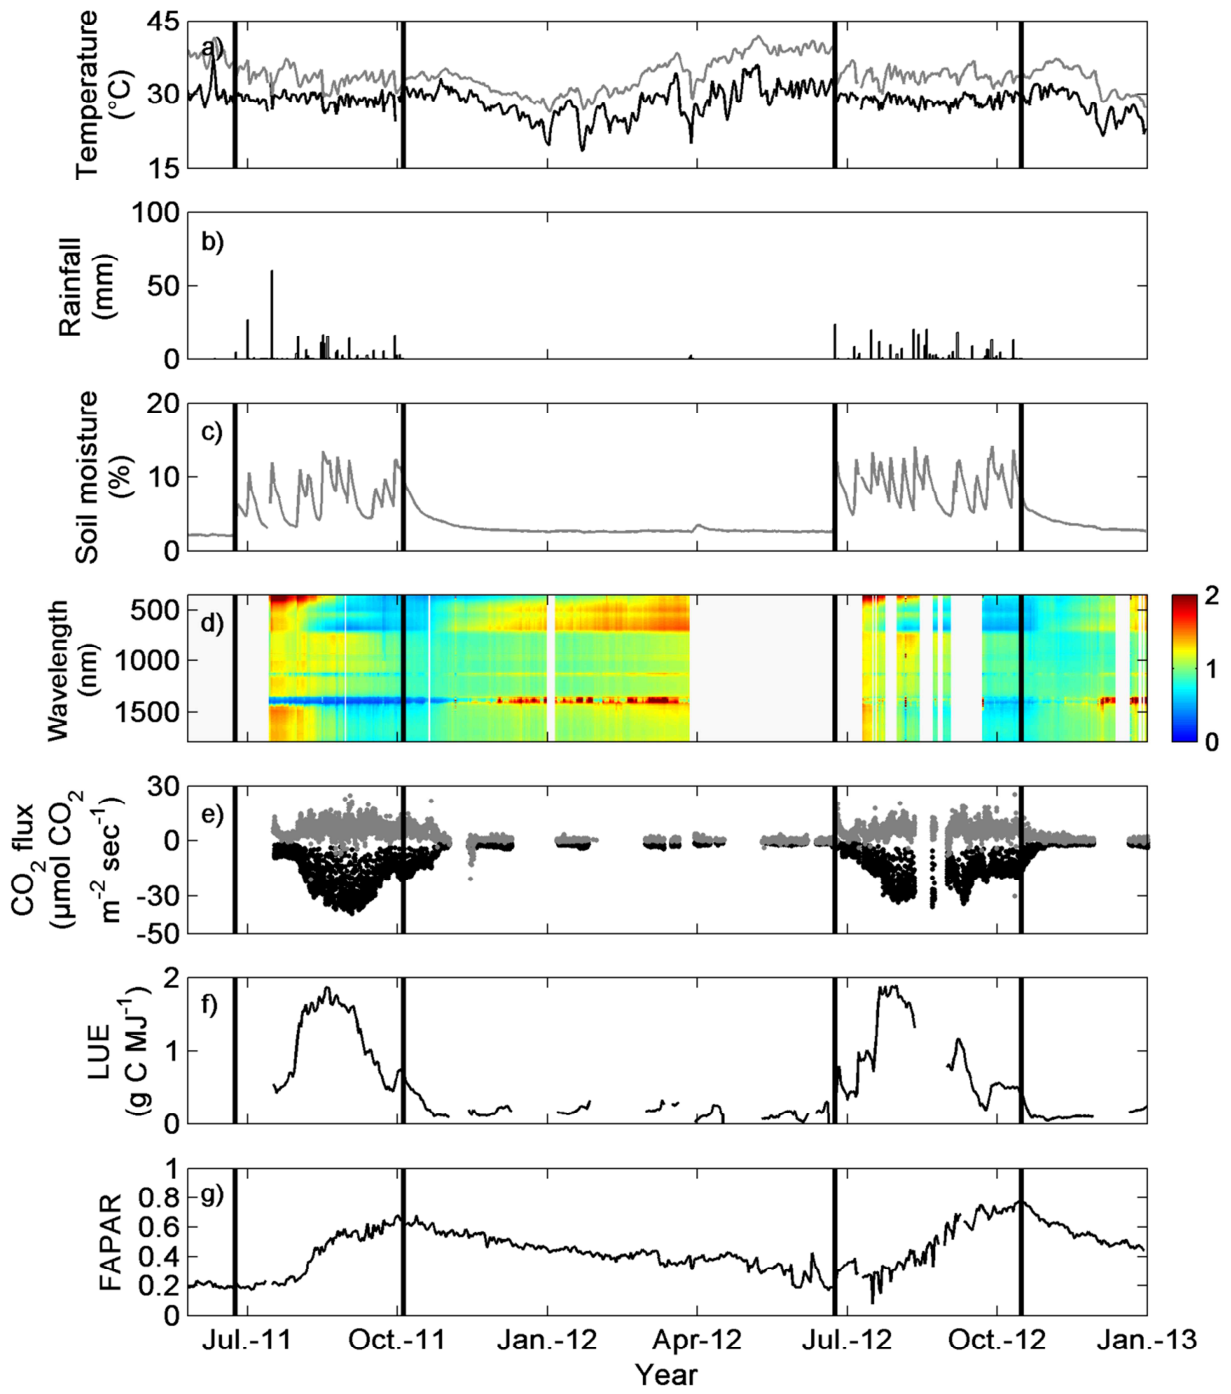 45
a)
Temperature
(°C)
30
15
100
b)
Rainfall
(mm)
50
0
20
c)
Soil moisture
(%)
10
0
d)
Wavelength
(nm)
500
1000
1500
2
1
0
30
e)
CO2 flux
(µmol CO2
m-2 sec-1)
0
-30
-50
2
f)
LUE
(g C MJ-1)
1
0
1
g)
FAPAR
0.8
0.6
0.4
0.2
0
Jul.-11 Oct.-11 Jan.-12 Apr-12 Jul.-12 Oct.-12 Jan.-13
Year